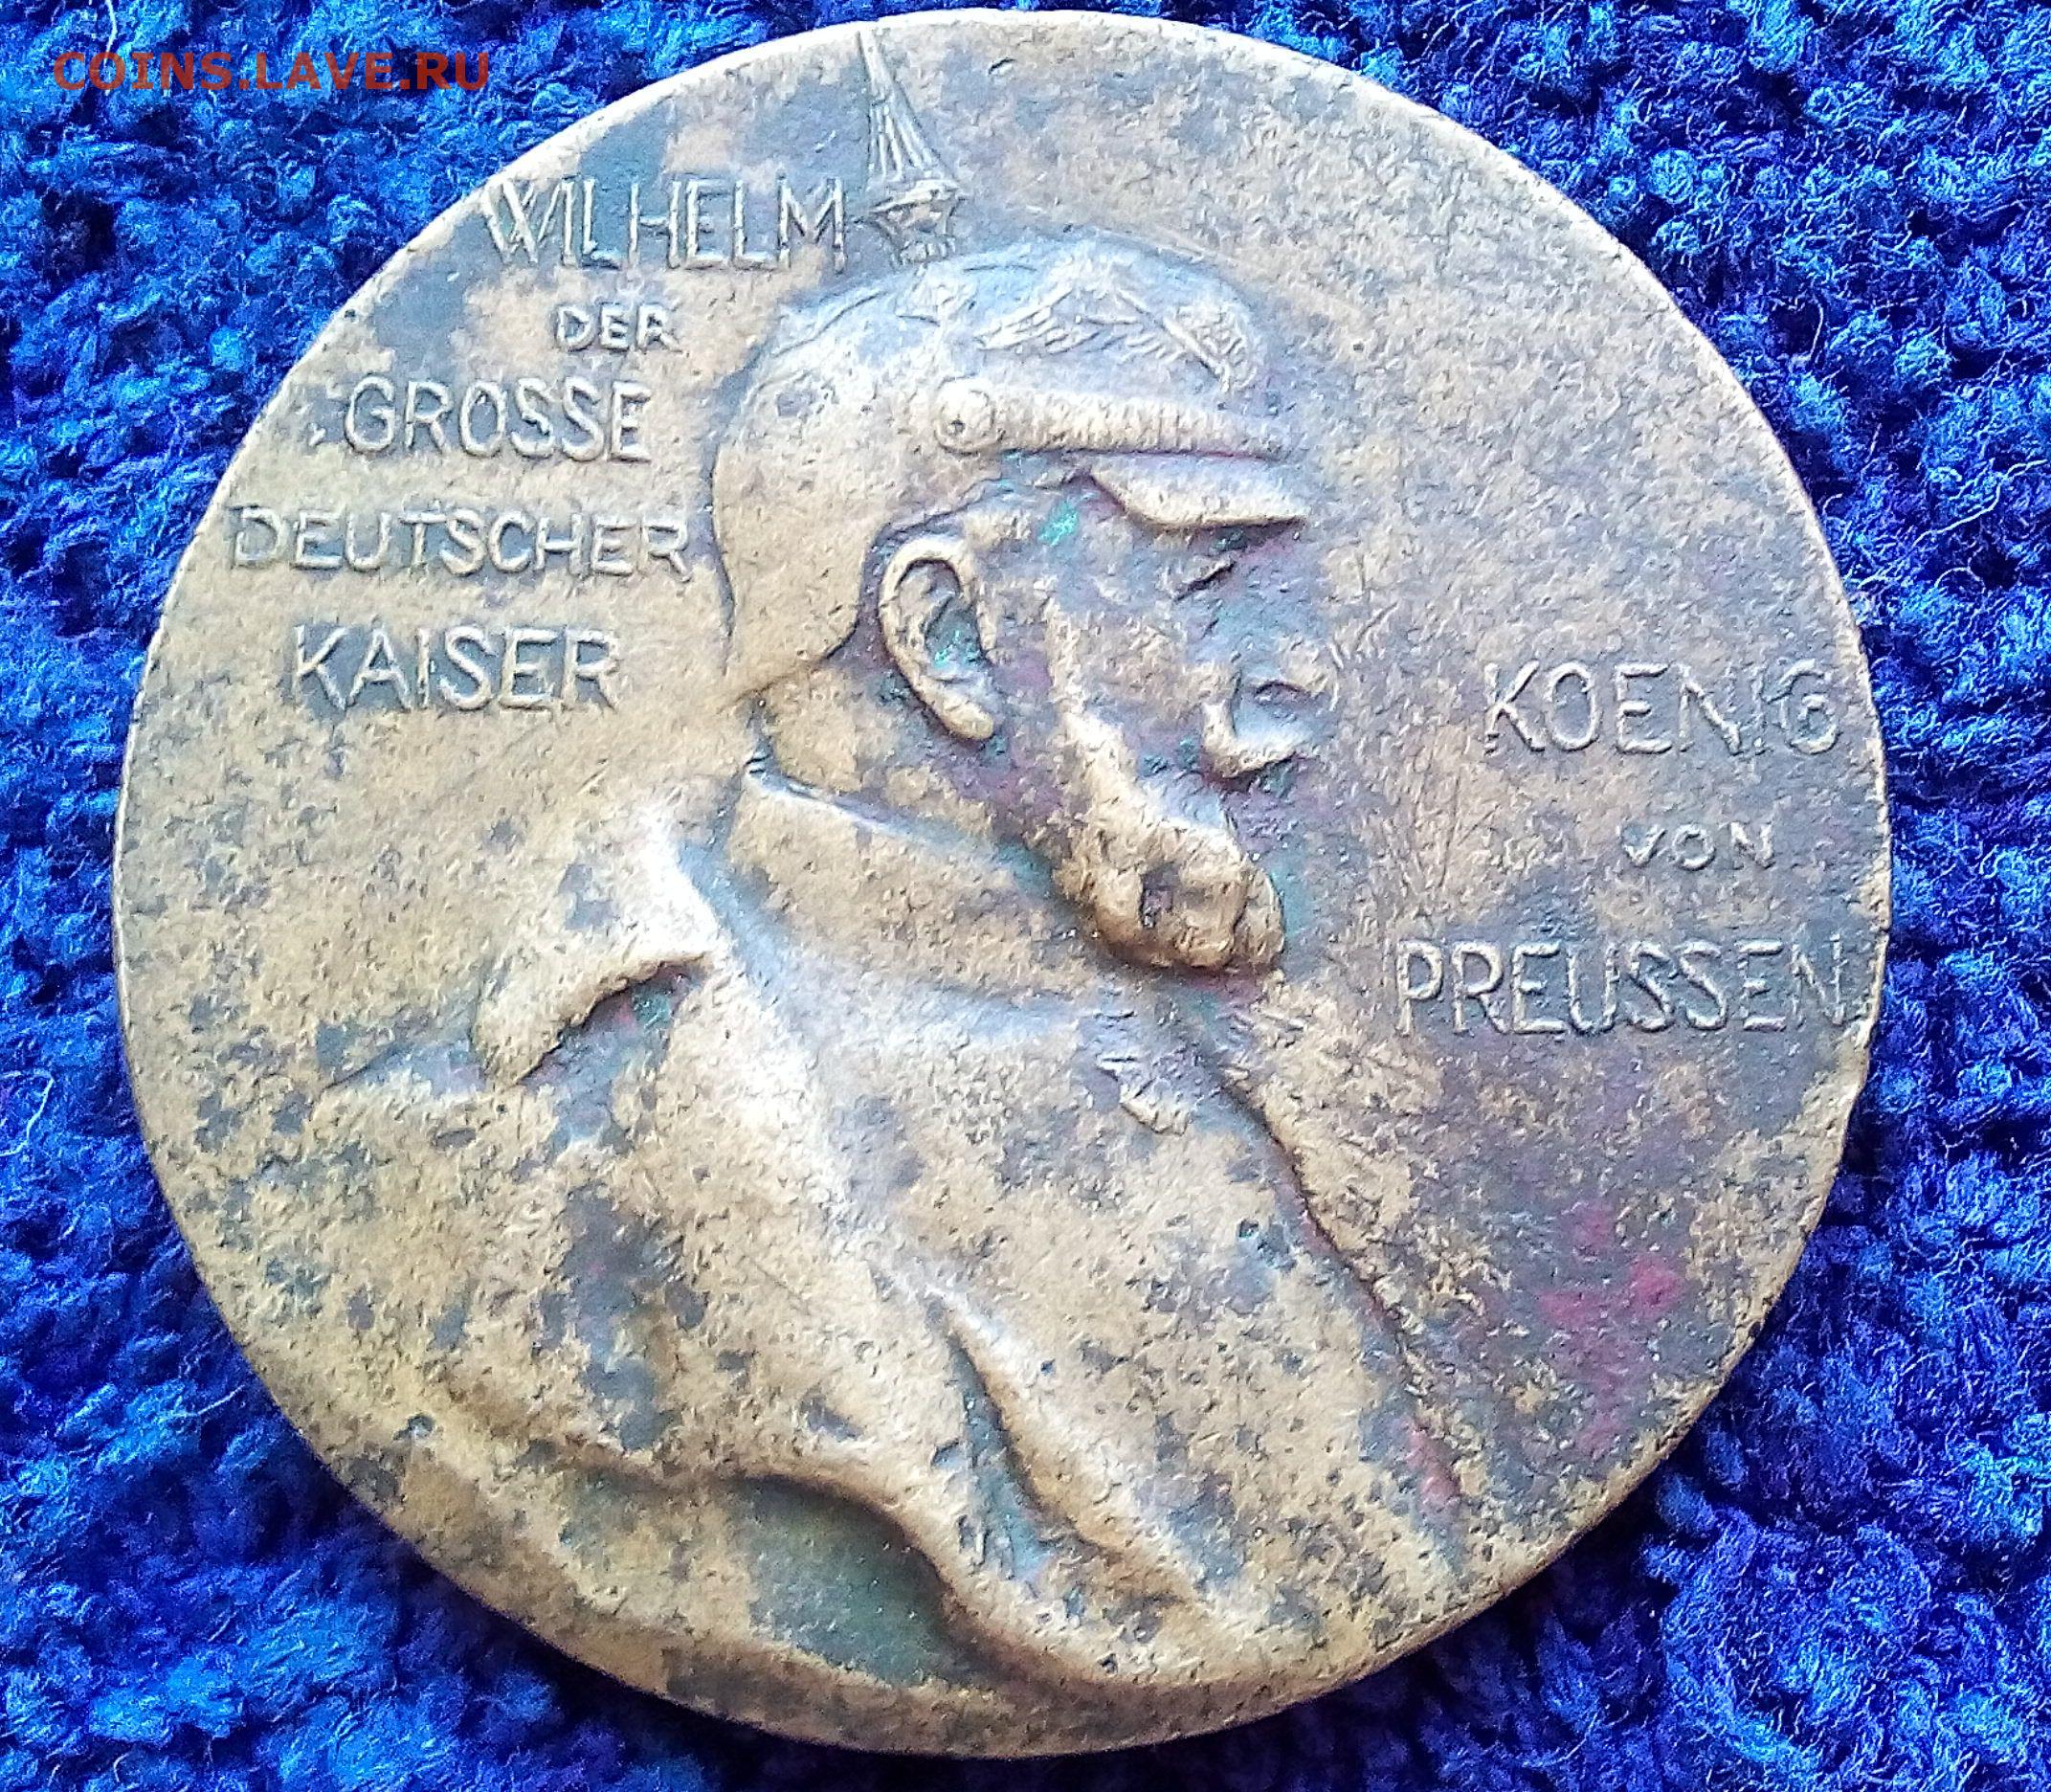 COINS.LAVE.RU
WILHELM
DER
GROSSE
DEUTSCHER
KAISER
KOENIG
VON
PREUSSEN